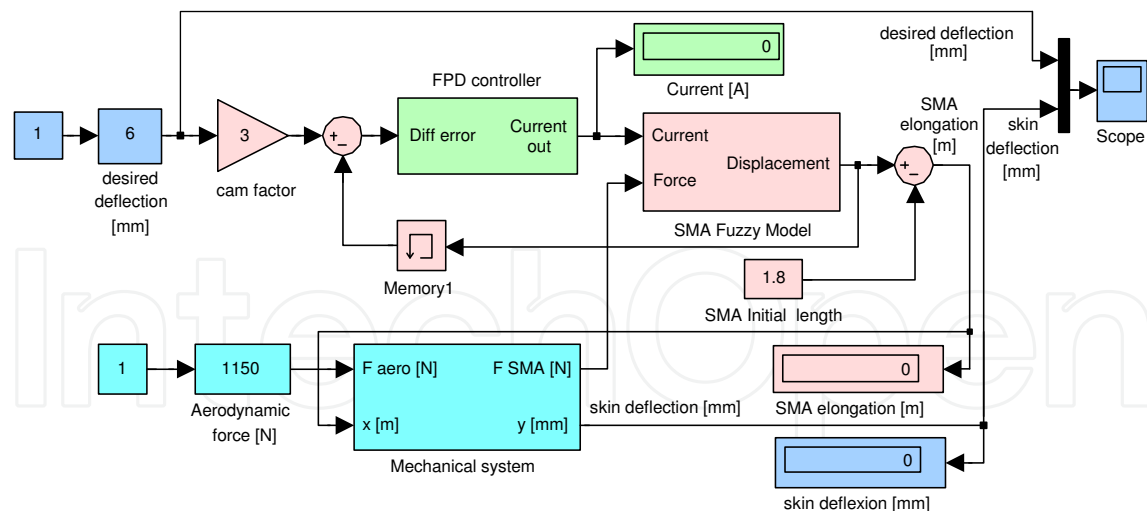 FPD controller
0
Current [A]
desired deflection
[mm]
1
6
3
+
−
Diff error
Current
out
Current
Force
Displacement
SMA
elongation
[m]
+
−
skin
deflection
[mm]
Scope
desired
deflection
[mm]
cam factor
SMA Fuzzy Model
Memory1
1.8
SMA Initial length
IntechOpen
1
1150
Aerodynamic
force [N]
F aero [N]
F SMA [N]
x [m]
y [mm]
Mechanical system
skin deflection [mm]
0
SMA elongation [m]
0
skin deflexion [mm]